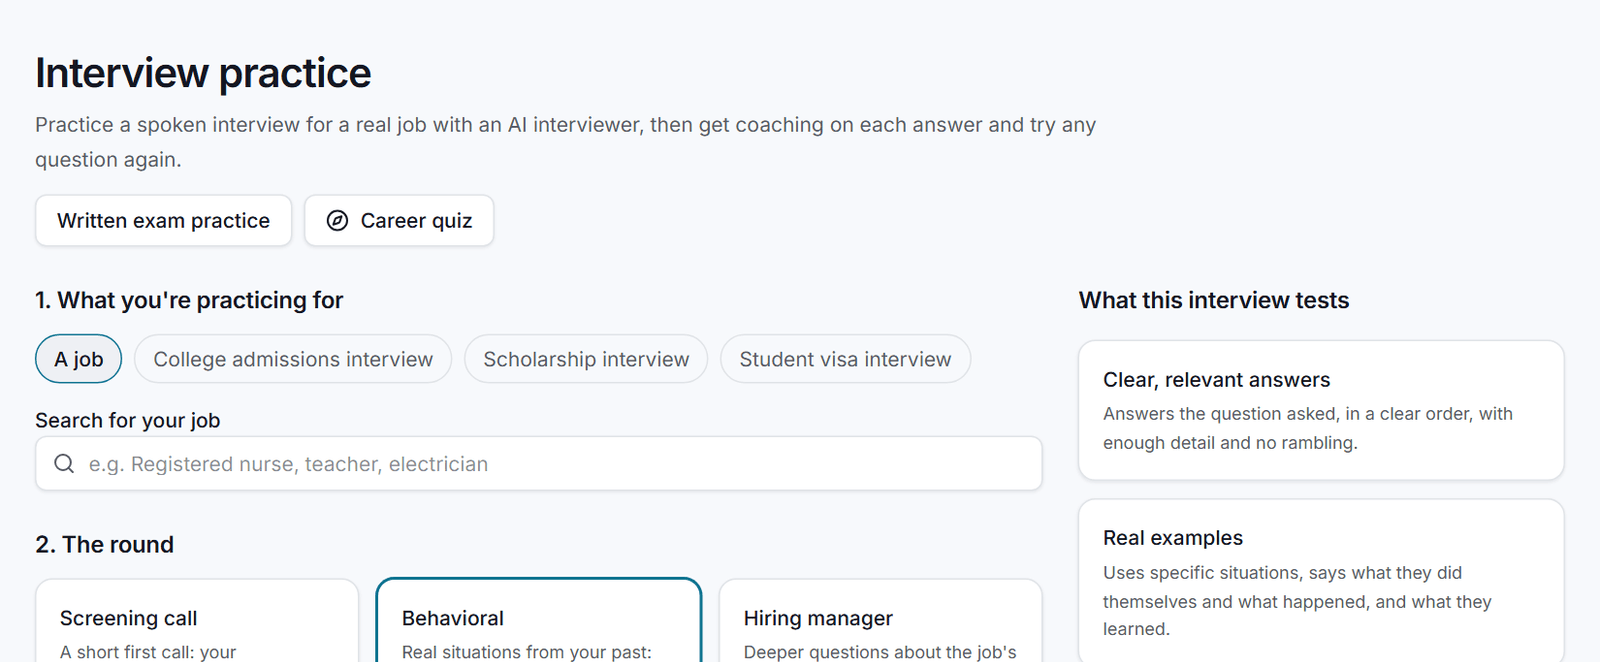 Interview practice
Practice a spoken interview for a real job with an AI interviewer, then get coaching on each answer and try any
question again.
Written exam practice
Career quiz
1. What you're practicing for
A job
College admissions interview
Scholarship interview
Student visa interview
Search for your job
e.g. Registered nurse, teacher, electrician
2. The round
Screening call
A short first call: your
Behavioral
Real situations from your past:
Hiring manager
Deeper questions about the job's
What this interview tests
Clear, relevant answers
Answers the question asked, in a clear order, with
enough detail and no rambling.
Real examples
Uses specific situations, says what they did
themselves and what happened, and what they
learned.